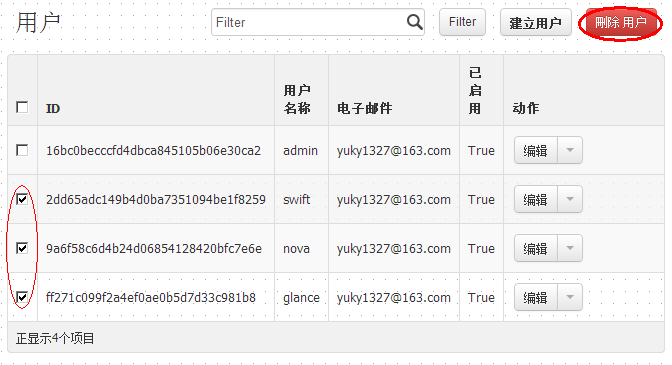 用户 Filter Filter 建立用户 刪除 用户
ID 用户名称 电子邮件 已启用 动作
16bc0becccfd4dbca845105b06e30ca2 admin yuky1327@163.com True 编辑
2dd65adc149b4d0ba7351094be1f8259 swift yuky1327@163.com True 编辑
9a6f58c6d4b24d06854128420bfc7e6e nova yuky1327@163.com True 编辑
ff271c099f2a4ef0ae0b5d7d33c981b8 glance yuky1327@163.com True 编辑
正显示4个项目